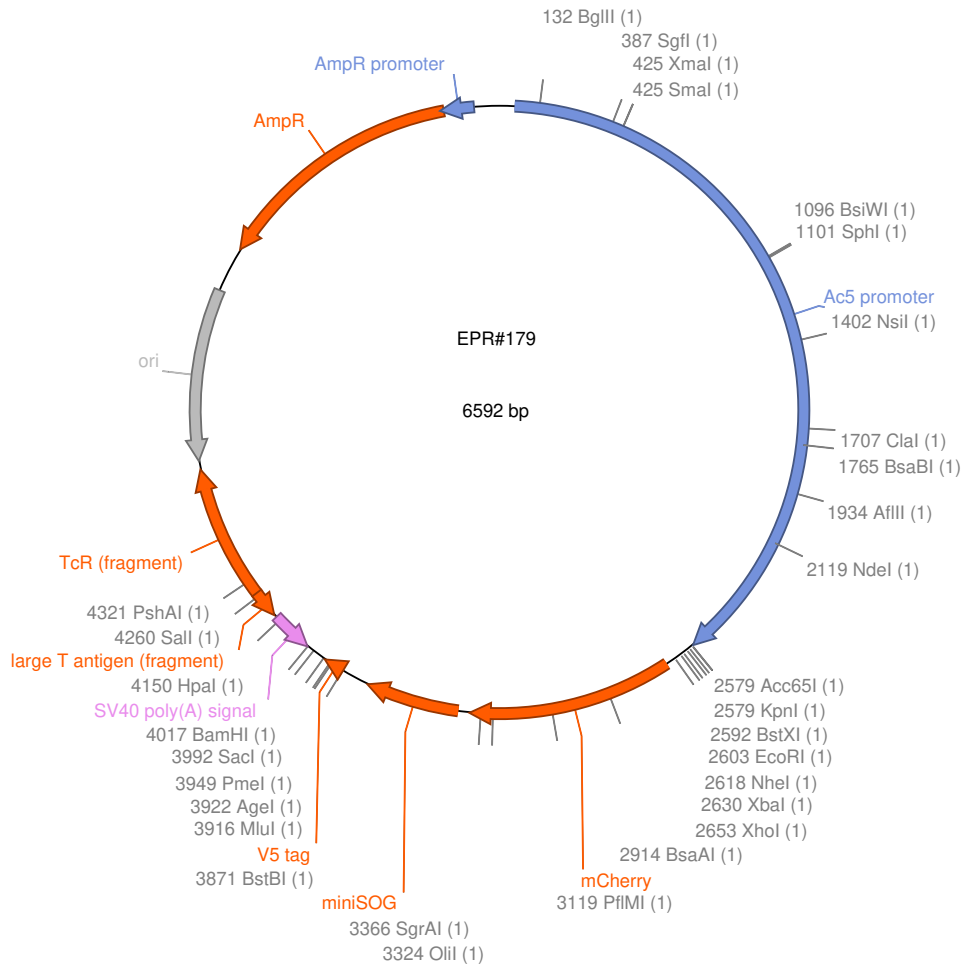 132 BglII (1)
387 SgfI (1)
425 XmaI (1)
425 SmaI (1)
AmpR promoter
AmpR
1096 BsiWI (1)
1101 SphI (1)
Ac5 promoter
1402 NsiI (1)
EPR#179
ori
6592 bp
1707 ClaI (1)
1765 BsaBI (1)
1934 AflII (1)
TcR (fragment)
2119 NdeI (1)
4321 PshAI (1)
4260 SalI (1)
large T antigen (fragment)
4150 HpaI (1)
SV40 poly(A) signal
4017 BamHI (1)
3992 SacI (1)
3949 PmeI (1)
3922 AgeI (1)
3916 MluI (1)
V5 tag
3871 BstBI (1)
2579 Acc65I (1)
2579 KpnI (1)
2592 BstXI (1)
2603 EcoRI (1)
2618 NheI (1)
2630 XbaI (1)
2653 XhoI (1)
2914 BsaAI (1)
mCherry
3119 PflMI (1)
miniSOG
3366 SgrAI (1)
3324 OliI (1)